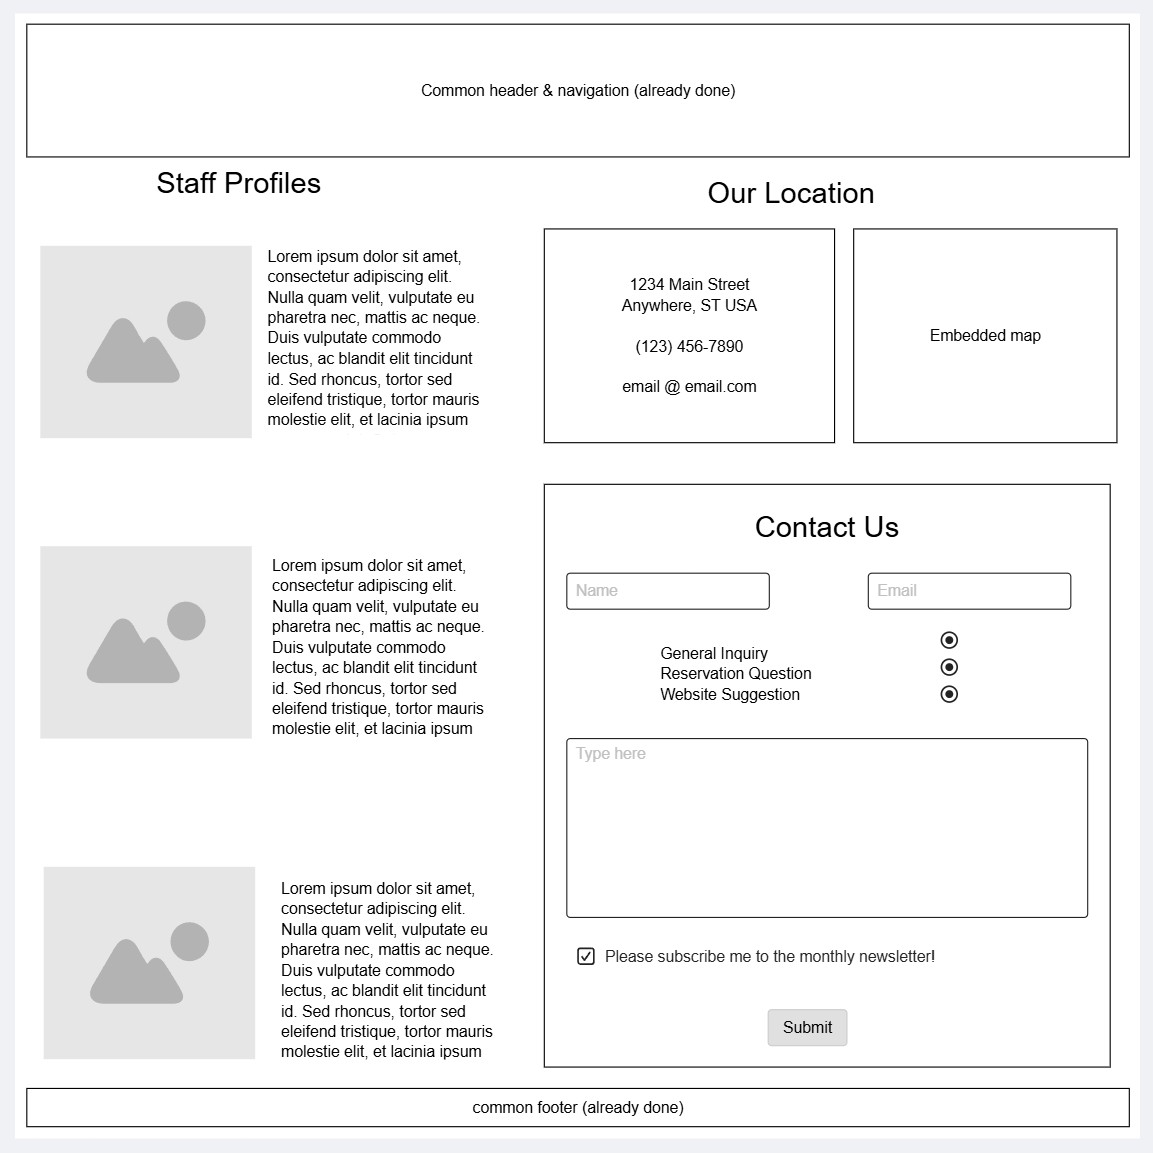 Common header & navigation (already done)
Staff Profiles
Lorem ipsum dolor sit amet,
consectetur adipiscing elit.
Nulla quam velit, vulputate eu
pharetra nec, mattis ac neque.
Duis vulputate commodo
lectus, ac blandit elit tincidunt
id. Sed rhoncus, tortor sed
eleifend tristique, tortor mauris
molestie elit, et lacinia ipsum
Lorem ipsum dolor sit amet,
consectetur adipiscing elit.
Nulla quam velit, vulputate eu
pharetra nec, mattis ac neque.
Duis vulputate commodo
lectus, ac blandit elit tincidunt
id. Sed rhoncus, tortor sed
eleifend tristique, tortor mauris
molestie elit, et lacinia ipsum
Lorem ipsum dolor sit amet,
consectetur adipiscing elit.
Nulla quam velit, vulputate eu
pharetra nec, mattis ac neque.
Duis vulputate commodo
lectus, ac blandit elit tincidunt
id. Sed rhoncus, tortor sed
eleifend tristique, tortor mauris
molestie elit, et lacinia ipsum
Our Location
1234 Main Street
Anywhere, ST USA
(123) 456-7890
email @ email.com
Embedded map
Contact Us
Name
Email
General Inquiry
Reservation Question
Website Suggestion
Type here
Please subscribe me to the monthly newsletter!
Submit
common footer (already done)